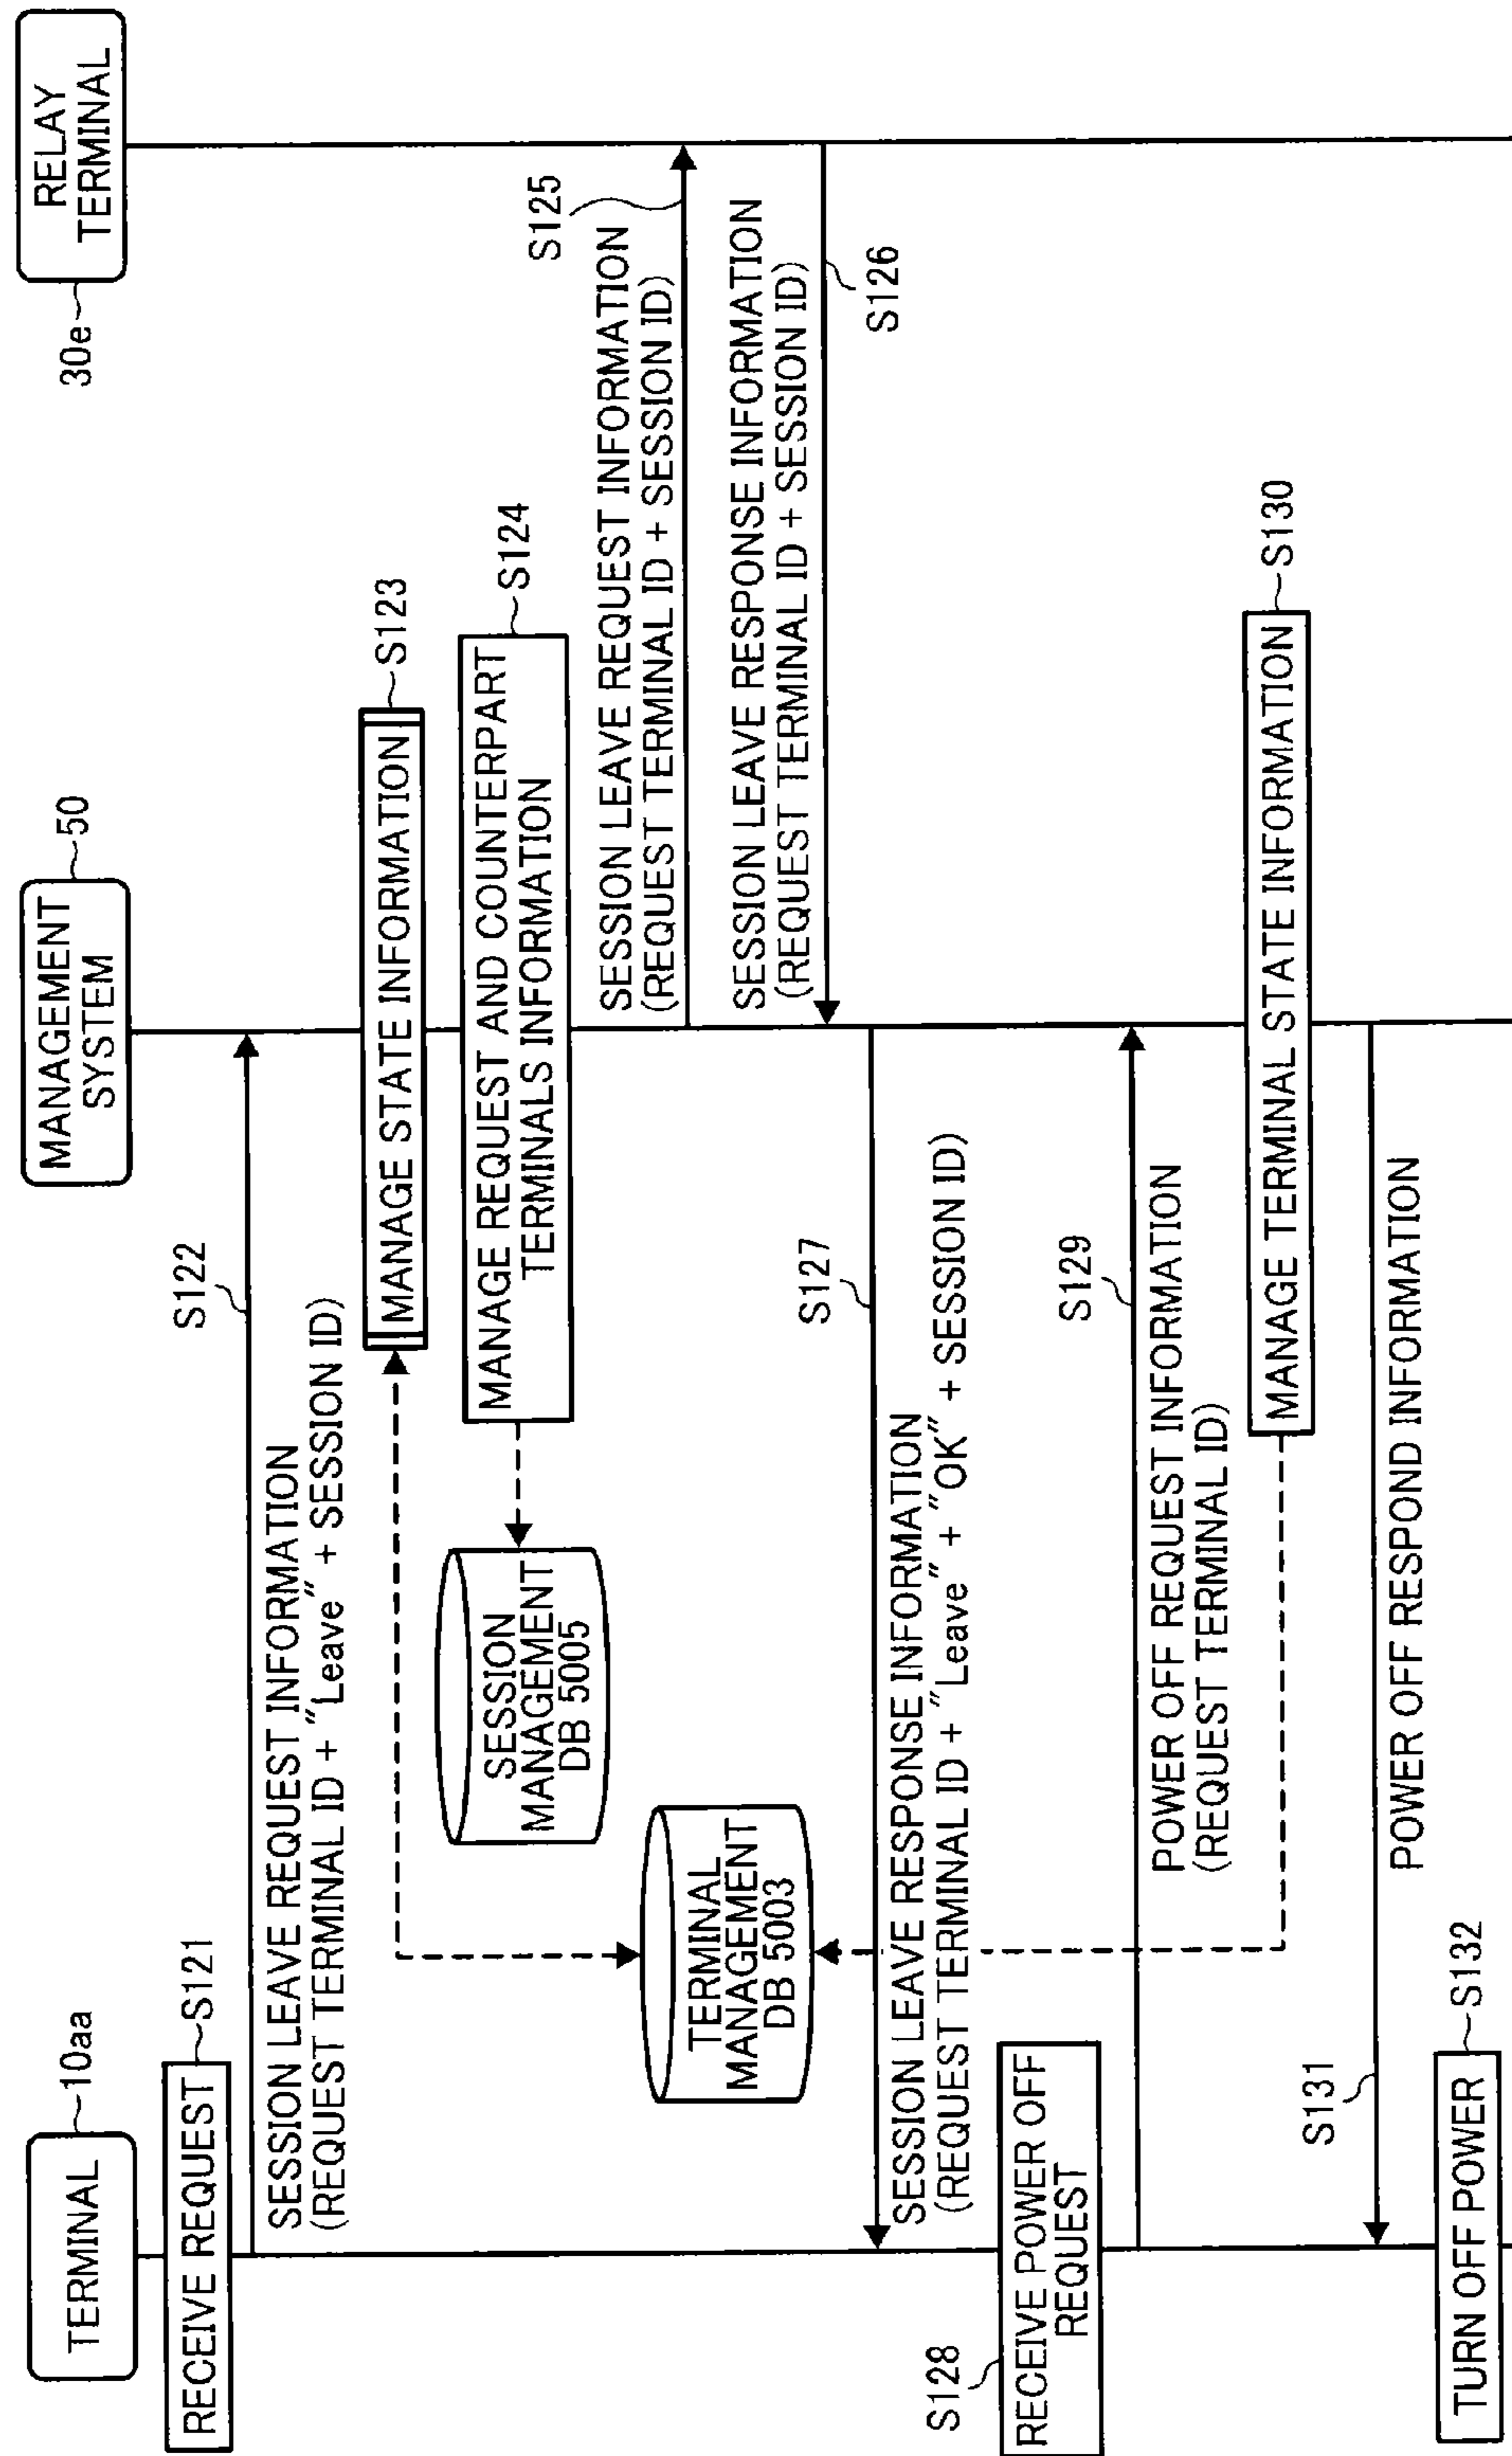 TERMINAL
10aa
MANAGEMENT
SYSTEM
50
RELAY
TERMINAL
30e
RECEIVE REQUEST
S121
S122
SESSION LEAVE REQUEST INFORMATION
(REQUEST TERMINAL ID + "Leave" + SESSION ID)
MANAGE STATE INFORMATION
S123
MANAGE REQUEST AND COUNTERPART
TERMINALS INFORMATION
S124
SESSION
MANAGEMENT
DB 5005
TERMINAL
MANAGEMENT
DB 5003
S125
SESSION LEAVE REQUEST INFORMATION
(REQUEST TERMINAL ID + SESSION ID)
SESSION LEAVE RESPONSE INFORMATION
(REQUEST TERMINAL ID + SESSION ID)
S126
S127
SESSION LEAVE RESPONSE INFORMATION
(REQUEST TERMINAL ID + "Leave" + "OK" + SESSION ID)
S128
RECEIVE POWER OFF
REQUEST
S129
POWER OFF REQUEST INFORMATION
(REQUEST TERMINAL ID)
MANAGE TERMINAL STATE INFORMATION
S130
S131
POWER OFF RESPOND INFORMATION
TURN OFF POWER
S132